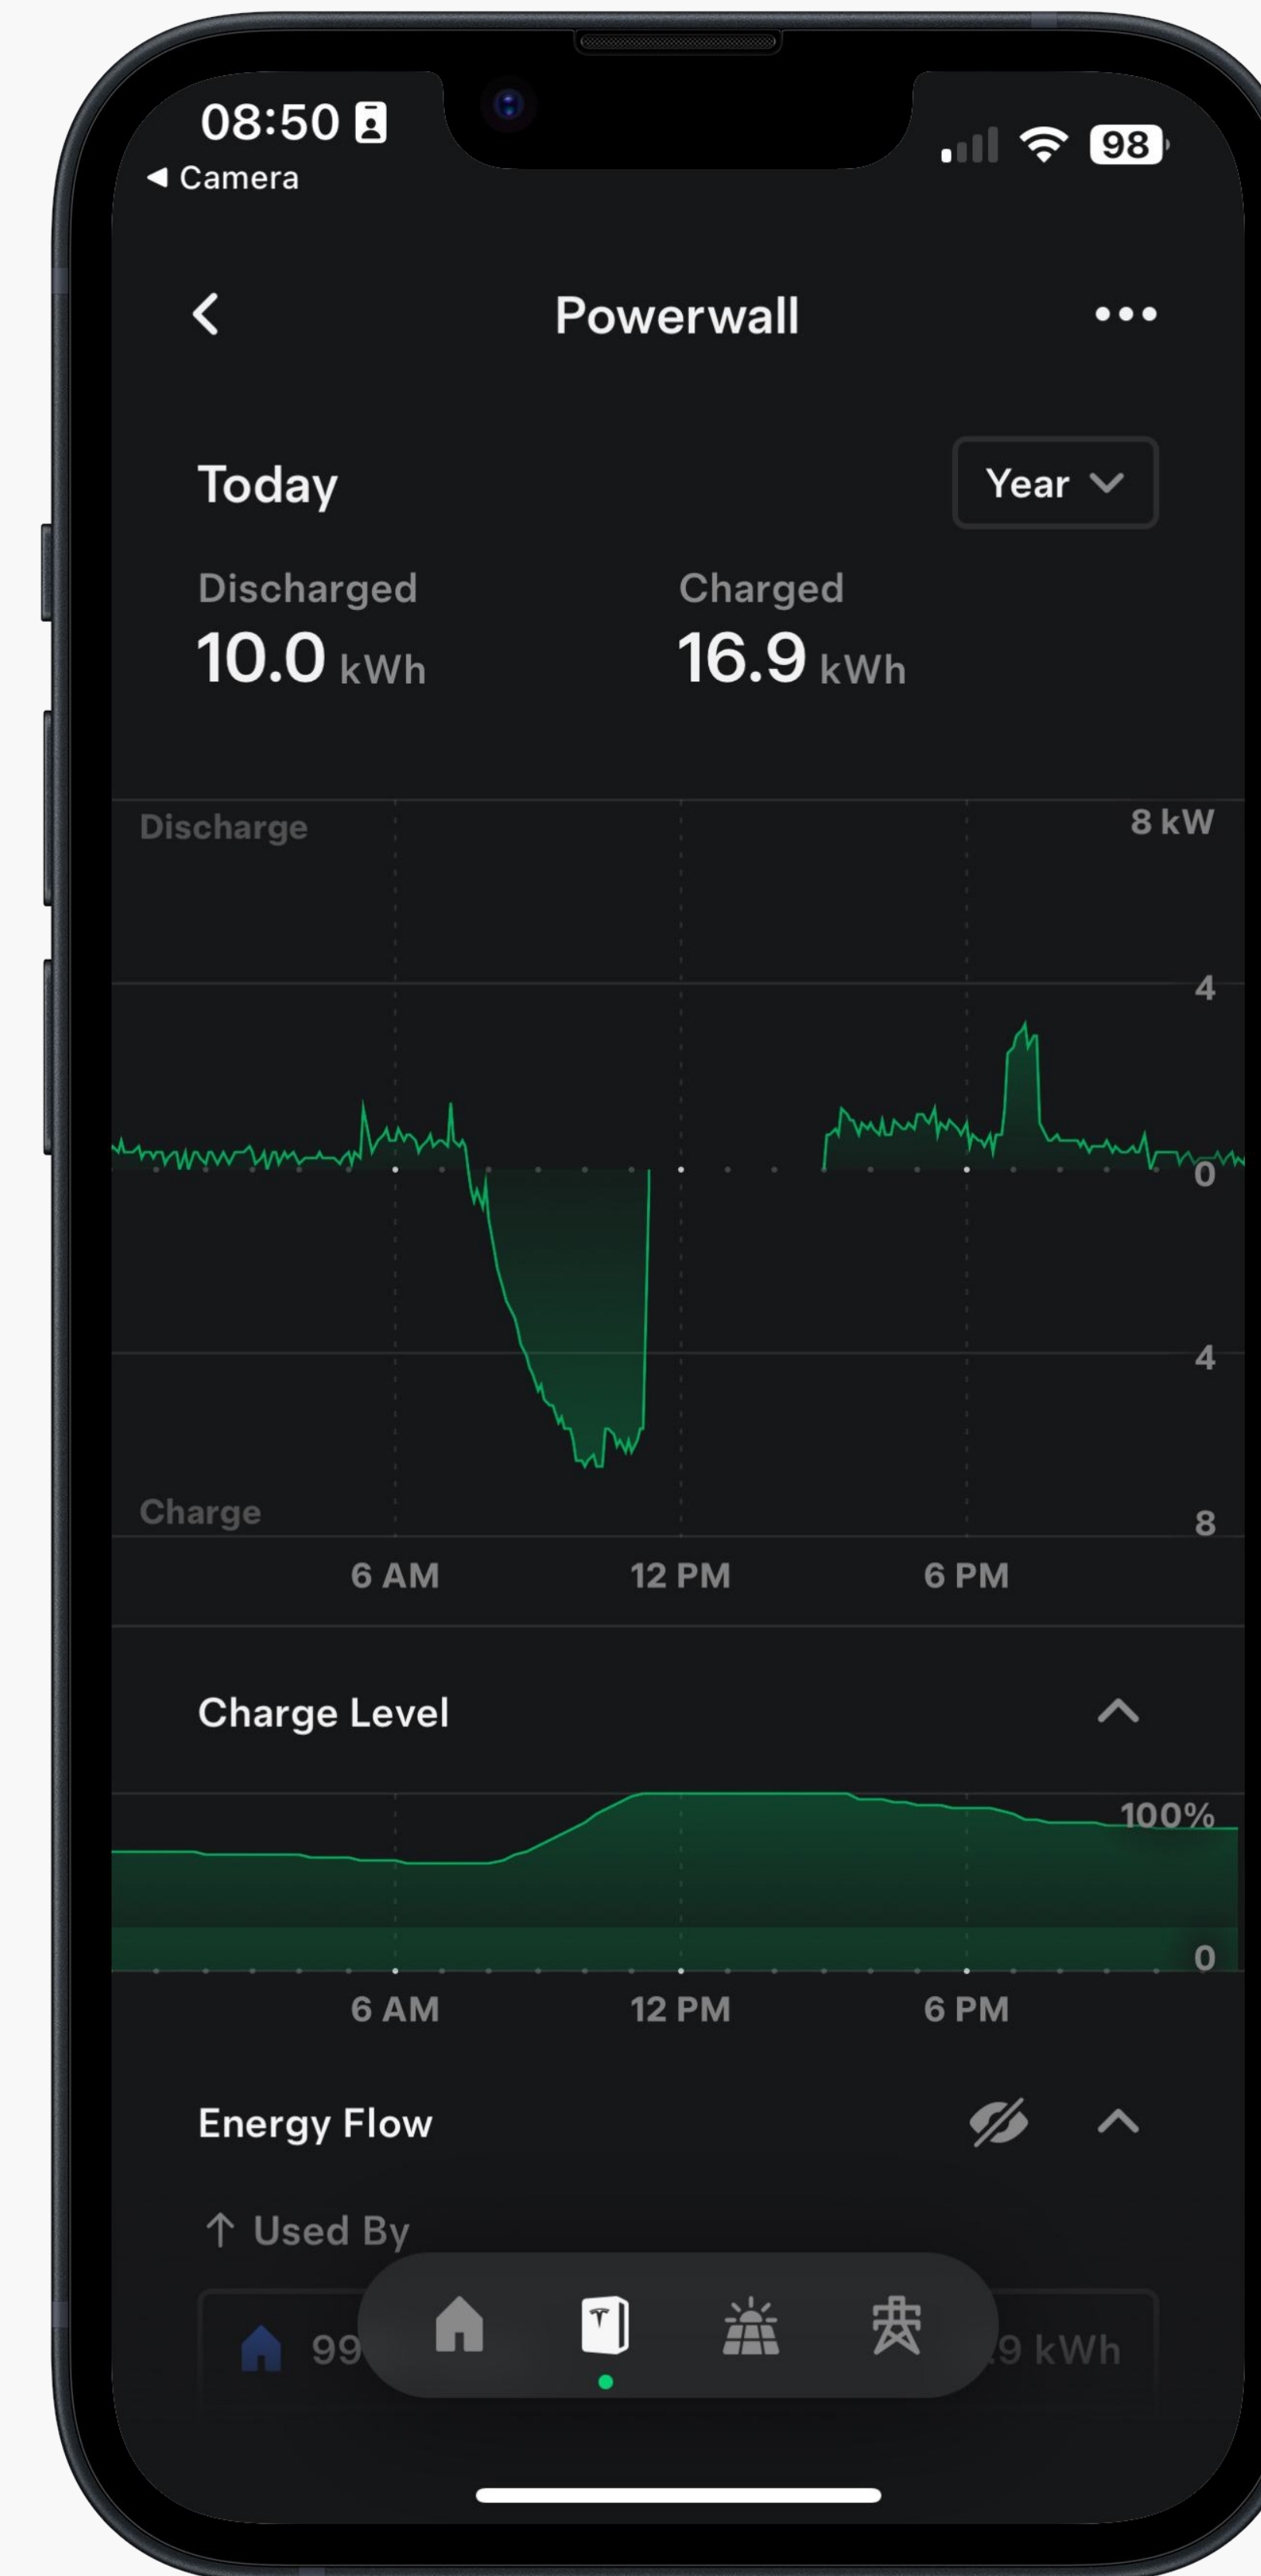 08:50
98
◀ Camera
Powerwall
Today
Year
Discharged
Charged
10.0 kWh
16.9 kWh
Discharge
8 kW
4
0
4
Charge
8
6 AM
12 PM
6 PM
Charge Level
100%
0
6 AM
12 PM
6 PM
Energy Flow
↑ Used By
99
.9 kWh